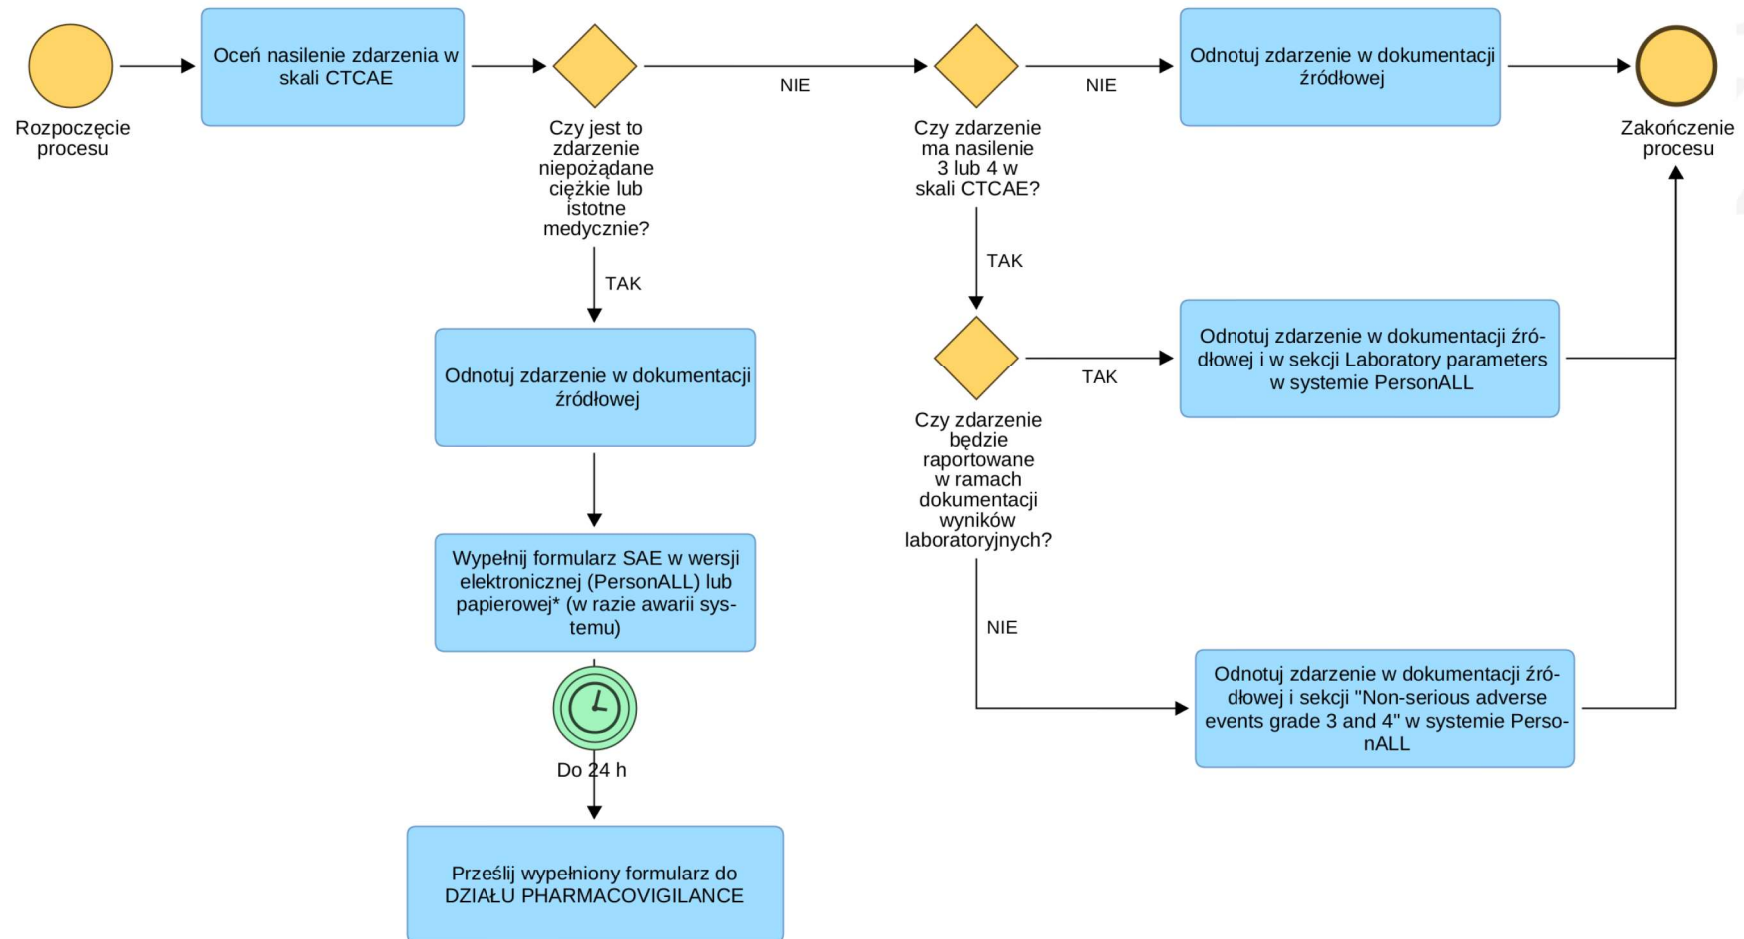 Rozpoczęcie
procesu
Oceń nasilenie zdarzenia w
skali CTCAE
Czy jest to
zdarzenie
niepożądane
ciężkie lub
istotne
medycznie?
NIE
Czy zdarzenie
ma nasilenie
3 lub 4 w
skali CTCAE?
NIE
Odnotuj zdarzenie w dokumentacji
źródłowej
Zakończenie
procesu
TAK
Odnotuj zdarzenie w dokumentacji
źródłowej
Wypełnij formularz SAE w wersji
elektronicznej (PersonALL) lub
papierowej* (w razie awarii sys-
temu)
Do 24 h
Prześlij wypełniony formularz do
DZIAŁU PHARMACOVIGILANCE
TAK
Czy zdarzenie
będzie
raportowane
w ramach
dokumentacji
wyników
laboratoryjnych?
TAK
Odnotuj zdarzenie w dokumentacji źró-
dłowej i w sekcji Laboratory parameters
w systemie PersonALL
NIE
Odnotuj zdarzenie w dokumentacji źró-
dłowej i sekcji "Non-serious adverse
events grade 3 and 4" w systemie Perso-
nALL